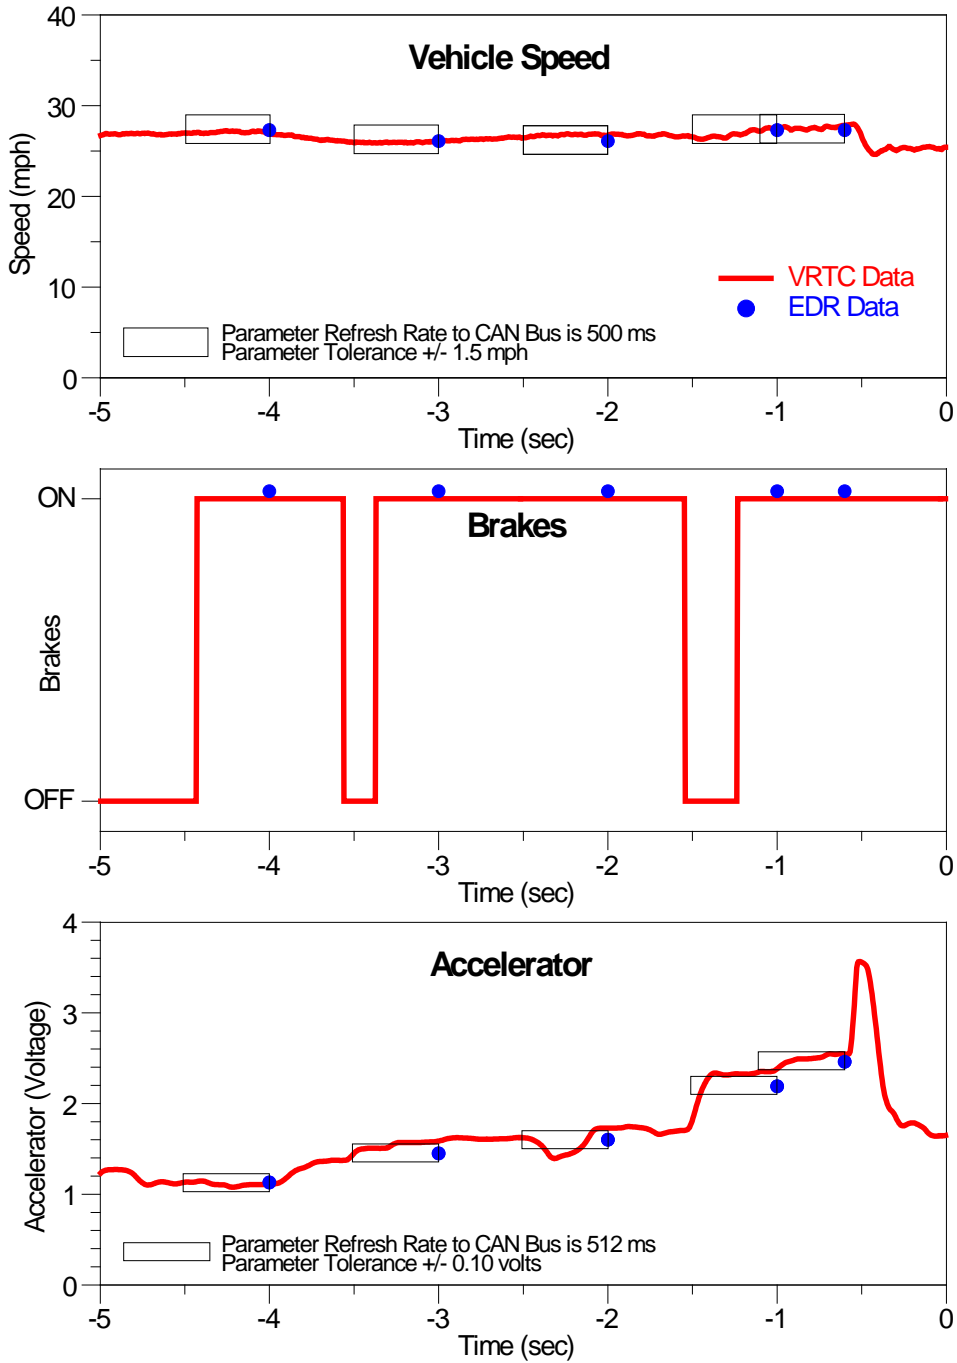 Vehicle Speed
40
30
20
10
0
Speed (mph)
VRTC Data
EDR Data
Parameter Refresh Rate to CAN Bus is 500 ms
Parameter Tolerance +/- 1.5 mph
-5 -4 -3 -2 -1 0
Time (sec)
Brakes
ON
OFF
Brakes
-5 -4 -3 -2 -1 0
Time (sec)
Accelerator
4
3
2
1
0
Accelerator (Voltage)
Parameter Refresh Rate to CAN Bus is 512 ms
Parameter Tolerance +/- 0.10 volts
-5 -4 -3 -2 -1 0
Time (sec)